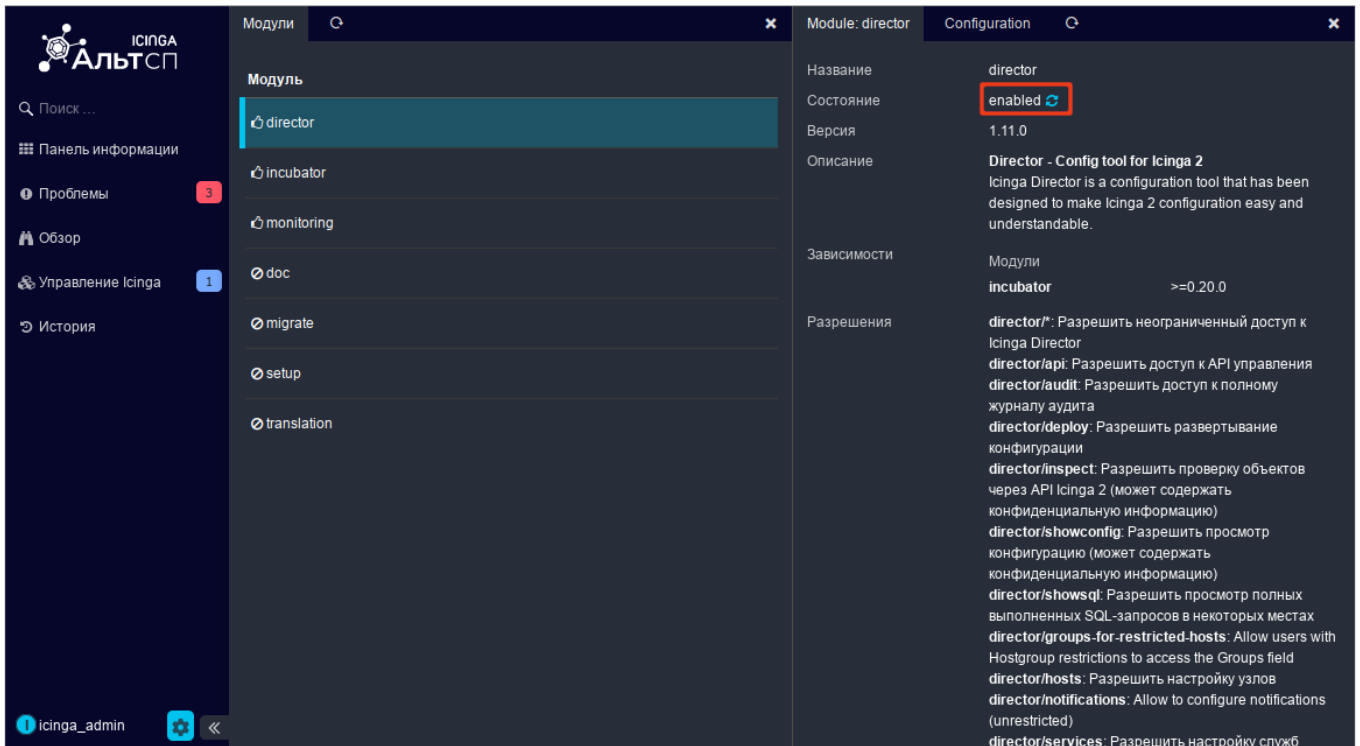 ICINGA
АЛЬТСП
Поиск ...
Панель информации
Проблемы
3
Обзор
Управление Icinga
1
История
icinga_admin
Модули
Модуль
director
incubator
monitoring
doc
migrate
setup
translation
Module: director
Configuration
Название
director
Состояние
enabled
Версия
1.11.0
Описание
Director - Config tool for Icinga 2
Icinga Director is a configuration tool that has been
designed to make Icinga 2 configuration easy and
understandable.
Зависимости
Модули
incubator >=0.20.0
Разрешения
director/*: Разрешить неограниченный доступ к
Icinga Director
director/api: Разрешить доступ к API управления
director/audit: Разрешить доступ к полному
журналу аудита
director/deploy: Разрешить развертывание
конфигурации
director/inspect: Разрешить проверку объектов
через API Icinga 2 (может содержать
конфиденциальную информацию)
director/showconfig: Разрешить просмотр
конфигурацию (может содержать
конфиденциальную информацию)
director/showsql: Разрешить просмотр полных
выполненных SQL-запросов в некоторых местах
director/groups-for-restricted-hosts: Allow users with
Hostgroup restrictions to access the Groups field
director/hosts: Разрешить настройку узлов
director/notifications: Allow to configure notifications
(unrestricted)
director/services: Разрешить настройку служб